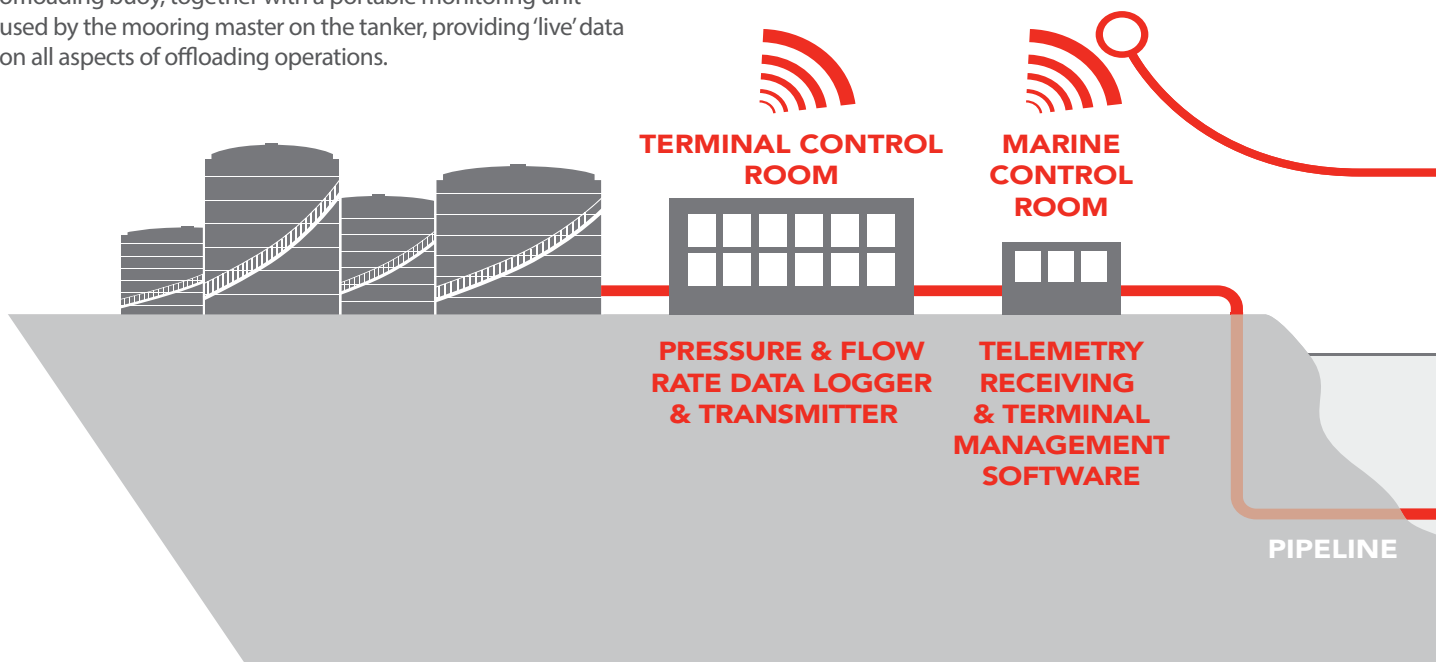 used by the mooring master on the tanker, providing ‘live’ data
on all aspects of offloading operations.
TERMINAL CONTROL
ROOM
MARINE
CONTROL
ROOM
PRESSURE & FLOW
RATE DATA LOGGER
& TRANSMITTER
TELEMETRY
RECEIVING
& TERMINAL
MANAGEMENT
SOFTWARE
PIPELINE